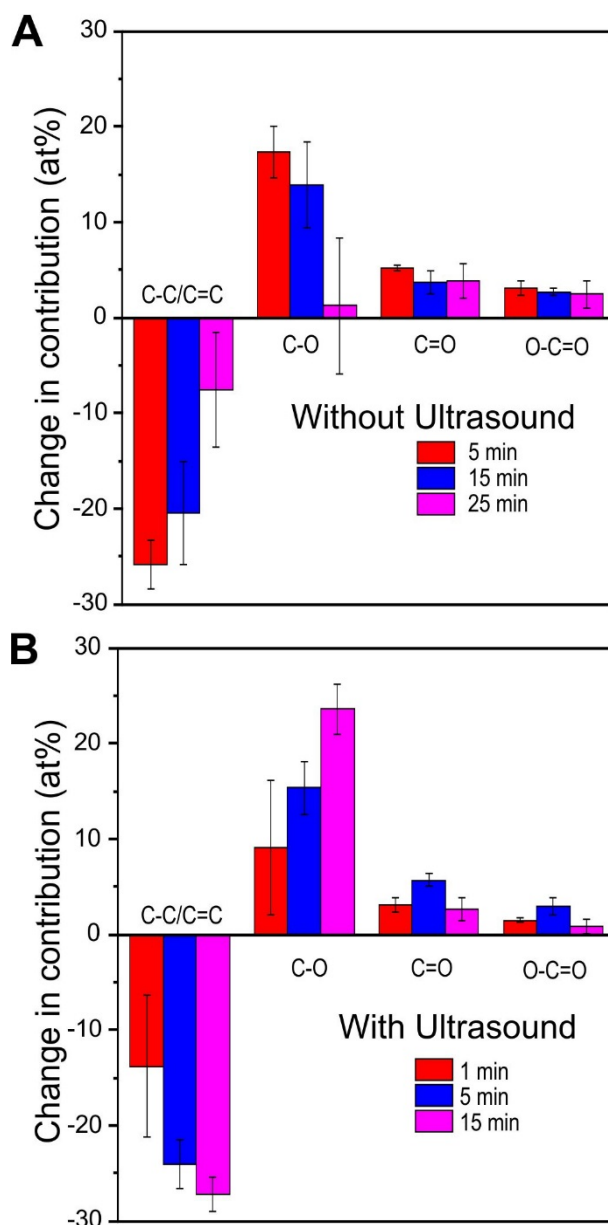 A
Change in contribution (at%)
30
20
10
0
-10
-20
-30
C-C/C=C
C-O
C=O
O-C=O
Without Ultrasound
5 min
15 min
25 min
B
Change in contribution (at%)
30
20
10
0
-10
-20
-30
C-C/C=C
C-O
C=O
O-C=O
With Ultrasound
1 min
5 min
15 min